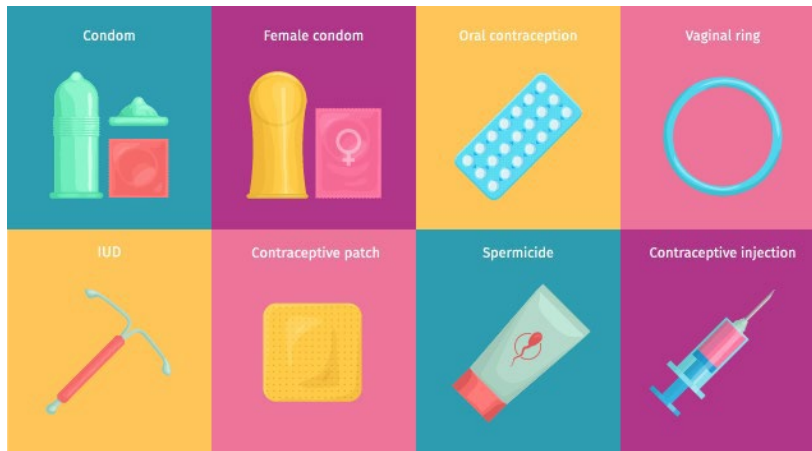 Condom
Female condom
Oral contraception
Vaginal ring
IUD
Contraceptive patch
Spermicide
Contraceptive injection